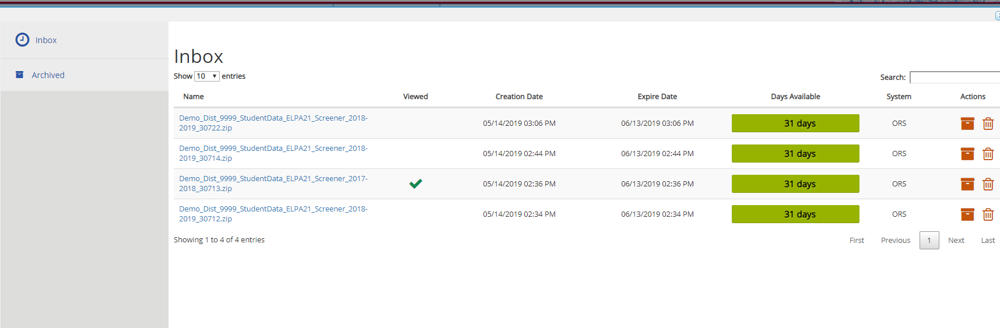 Inbox
Archived
Inbox
Show 10 entries
Search:
Name Viewed Creation Date Expire Date Days Available System Actions
Demo_Dist_9999_StudentData_ELPA21_Screener_2018-
2019_30722.zip
05/14/2019 03:06 PM 06/13/2019 03:06 PM 31 days ORS
Demo_Dist_9999_StudentData_ELPA21_Screener_2018-
2019_30714.zip
05/14/2019 02:44 PM 06/13/2019 02:44 PM 31 days ORS
Demo_Dist_9999_StudentData_ELPA21_Screener_2017-
2018_30713.zip
05/14/2019 02:36 PM 06/13/2019 02:36 PM 31 days ORS
Demo_Dist_9999_StudentData_ELPA21_Screener_2018-
2019_30712.zip
05/14/2019 02:34 PM 06/13/2019 02:34 PM 31 days ORS
Showing 1 to 4 of 4 entries
First Previous 1 Next Last